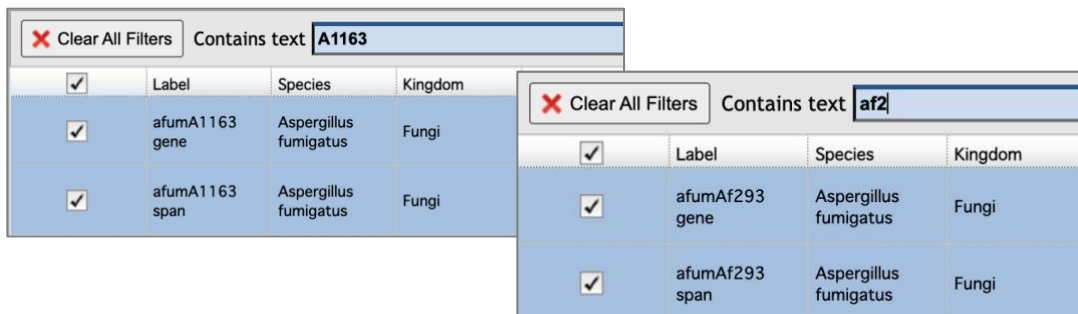 Clear All Filters Contains text A1163
Label Species Kingdom
afumA1163 Aspergillus Fungi
gene fumigatus
afumA1163 Aspergillus Fungi
span fumigatus
Clear All Filters Contains text af2
Label Species Kingdom
afumAf293 Aspergillus Fungi
gene fumigatus
afumAf293 Aspergillus Fungi
span fumigatus